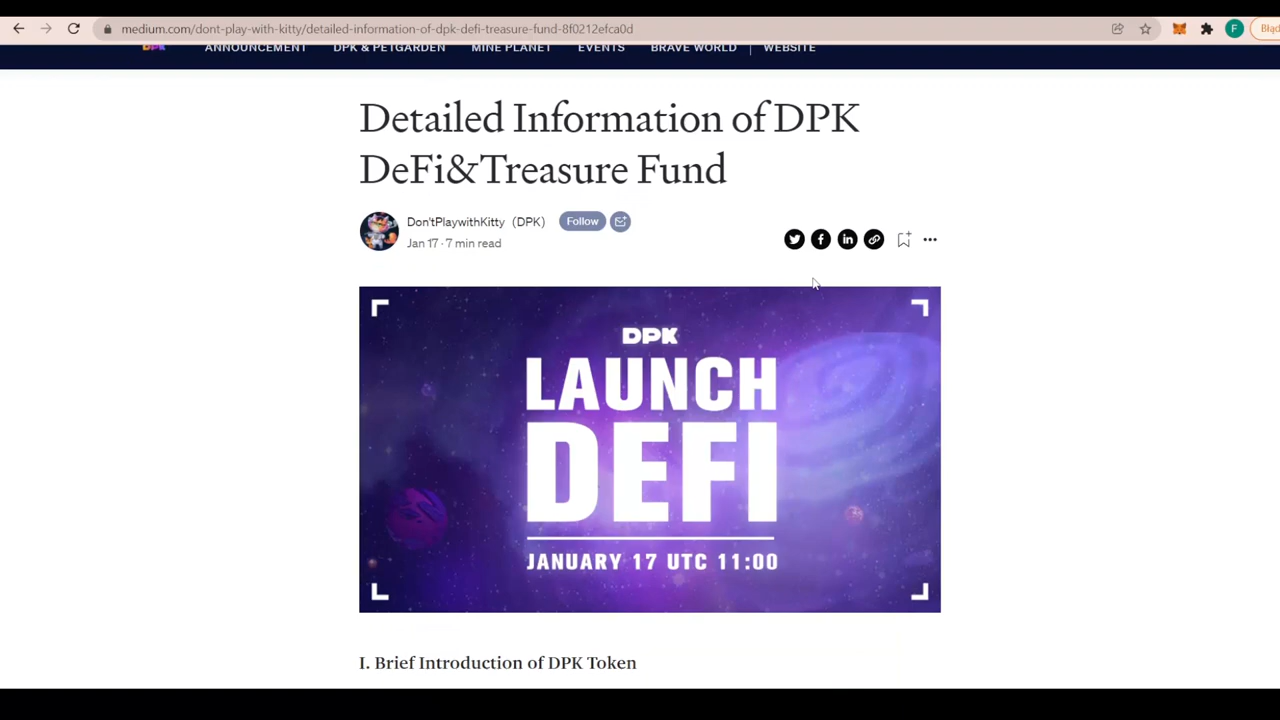 medium.com/dont-play-with-kitty/detailed-information-of-dpk-defi-treasure-fund-8f0212efca0d
F
Błąd
DPK
ANNOUNCEMENT DPK & PETGARDEN MINE PLANET EVENTS BRAVE WORLD WEBSITE
Detailed Information of DPK
DeFi&Treasure Fund
Don'tPlaywithKitty (DPK) Follow
Jan 17 · 7 min read
DPK
LAUNCH
DEFI
JANUARY 17 UTC 11:00
I. Brief Introduction of DPK Token